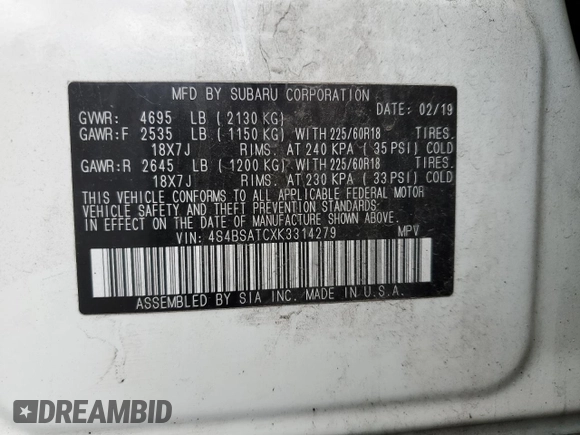 MFD BY SUBARU CORPORATION
DATE: 02/19
GVWR: 4695 LB ( 2130 KG)
GAWR:F 2535 LB ( 1150 KG) WITH 225/60R18 TIRES.
18X7J RIMS. AT 240 KPA ( 35 PSI) COLD
GAWR:R 2645 LB ( 1200 KG) WITH 225/60R18 TIRES.
18X7J RIMS. AT 230 KPA ( 33 PSI) COLD
THIS VEHICLE CONFORMS TO ALL APPLICABLE FEDERAL MOTOR
VEHICLE SAFETY AND THEFT PREVENTION STANDARDS
IN EFFECT ON THE DATE OF MANUFACTURE SHOWN ABOVE.
VIN: 4S4BSATCXK3314279 MPV
ASSEMBLED BY SIA INC. MADE IN U.S.A.
DREAMBID